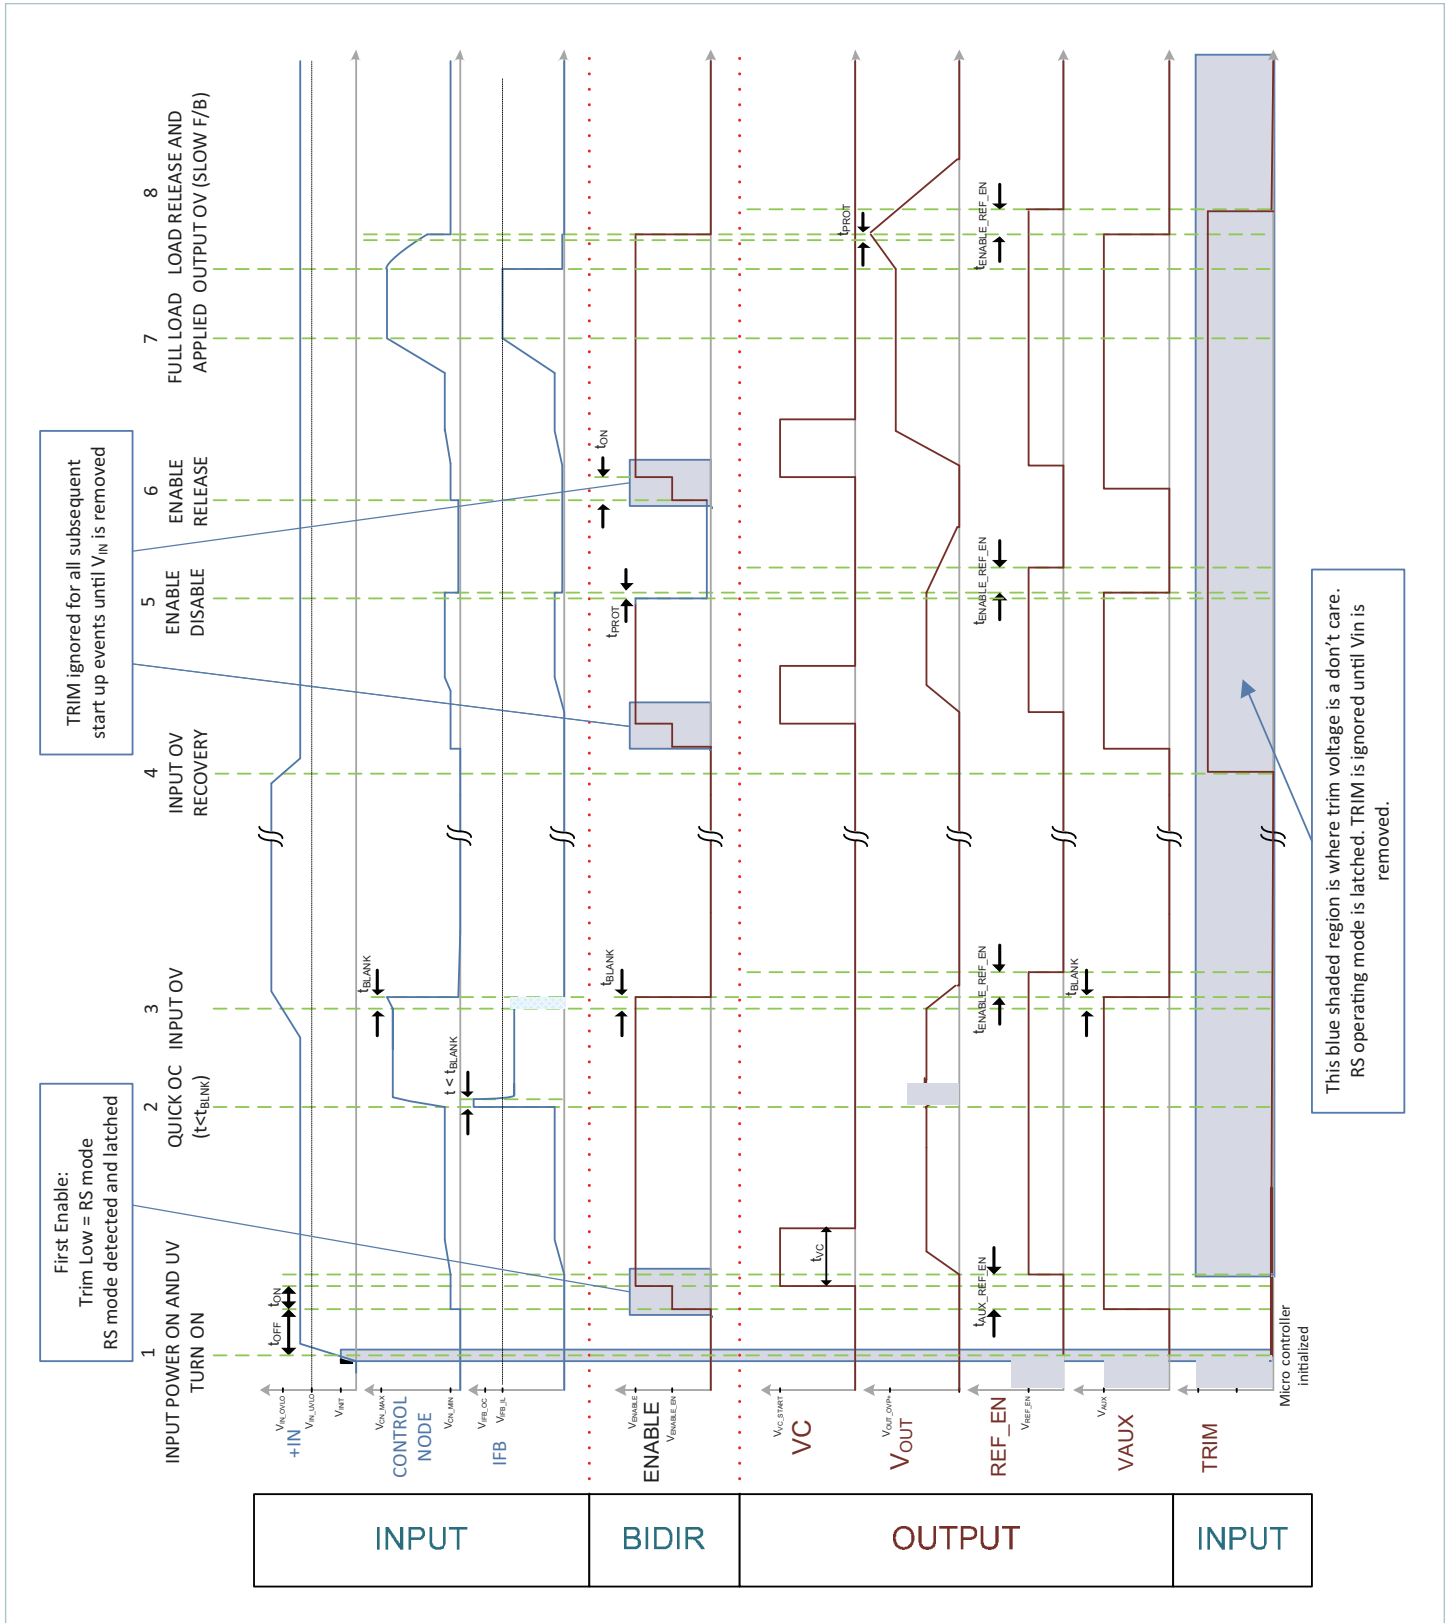 1
INPUT POWER ON AND UV
TURN ON
2
QUICK OC
(t<tBLNK)
3
INPUT OV
4
INPUT OV
RECOVERY
5
ENABLE
DISABLE
6
ENABLE
RELEASE
7
FULL LOAD
APPLIED
8
LOAD RELEASE AND
OUTPUT OV (SLOW F/B)
First Enable:
Trim Low = RS mode
RS mode detected and latched
TRIM ignored for all subsequent
start up events until VIN is removed
INPUT
+IN
VIN_OVLO
VIN_UVLO
VINIT
tOFF
tON
CONTROL
NODE
VCN_MAX
VCN_MIN
tBLANK
IFB
VIFB_OC
VIFB_IL
t < tBLANK
BIDIR
ENABLE
VENABLE
VENABLE_EN
tBLANK
tPROT
tON
OUTPUT
VC
VVC_START
tVC
VOUT
VOUT_OVP+
tPROT
REF_EN
VREF_EN
tAUX_REF_EN
tENABLE_REF_EN
tENABLE_REF_EN
tENABLE_REF_EN
VAUX
VAUX
tBLANK
INPUT
TRIM
Micro controller
initialized
This blue shaded region is where trim voltage is a don't care.
RS operating mode is latched. TRIM is ignored until Vin is
removed.